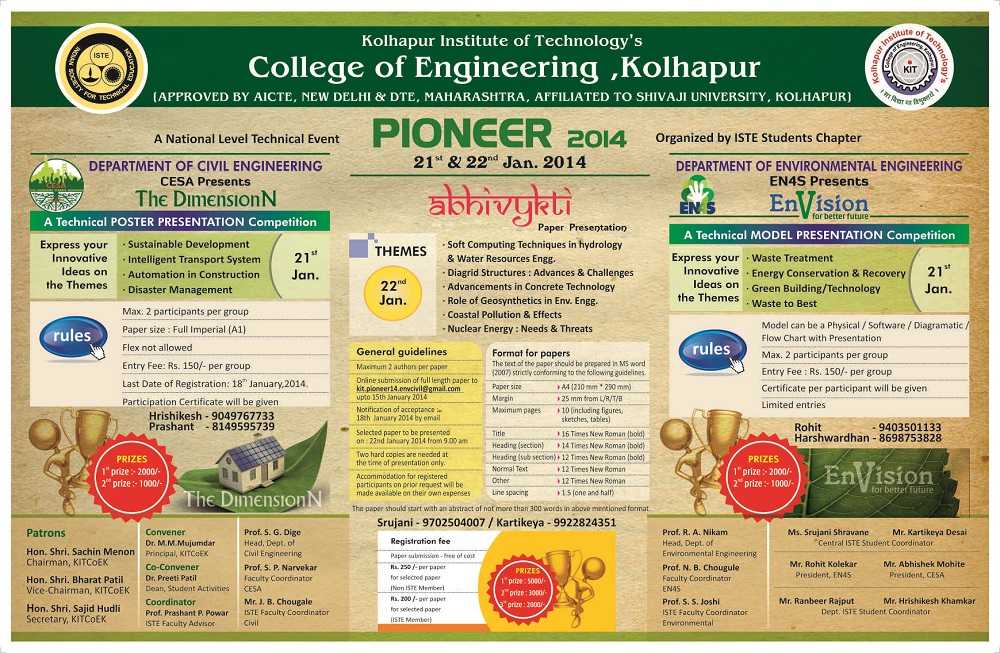 Kolhapur Institute of Technology's
College of Engineering ,Kolhapur
(APPROVED BY AICTE, NEW DELHI & DTE, MAHARASHTRA, AFFILIATED TO SHIVAJI UNIVERSITY, KOLHAPUR)
INDIAN SOCIETY FOR TECHNICAL EDUCATION
ISTE
Kolhapur Institute of Technology's
College of Engineering, Kolhapur
KIT
। सा विद्या या विमुक्तये ।
A National Level Technical Event
PIONEER 2014
21st & 22nd Jan. 2014
Organized by ISTE Students Chapter
DEPARTMENT OF CIVIL ENGINEERING
CESA Presents
The DimensionN
CESA
A Technical POSTER PRESENTATION Competition
Express your
Innovative
Ideas on
the Themes
· Sustainable Development
· Intelligent Transport System
· Automation in Construction
· Disaster Management
21st
Jan.
rules
Max. 2 participants per group
Paper size : Full Imperial (A1)
Flex not allowed
Entry Fee: Rs. 150/- per group
Last Date of Registration: 18th January,2014.
Participation Certificate will be given
Hrishikesh - 9049767733
Prashant - 8149595739
PRIZES
1st prize :- 2000/-
2nd prize :- 1000/-
The DimensionN
abhivykti
Paper Presentation
THEMES
22nd
Jan.
· Soft Computing Techniques in hydrology
& Water Resources Engg.
· Diagrid Structures : Advances & Challenges
· Advancements in Concrete Technology
· Role of Geosynthetics in Env. Engg.
· Coastal Pollution & Effects
· Nuclear Energy : Needs & Threats
General guidelines
Maximum 2 authors per paper
Online submission of full length paper to
kit.pioneer14.envcivil@gmail.com
upto 15th January 2014
Notification of acceptance :-
18th January 2014 by email
Selected paper to be presented
on : 22nd January 2014 from 9.00 am
Two hard copies are needed at
the time of presentation only.
Accommodation for registered
participants on prior request will be
made available on their own expenses
Format for papers
The text of the paper should be prepared in MS word
(2007) strictly conforming to the following guidelines.
Paper size A4 (210 mm * 290 mm)
Margin 25 mm from L/R/T/B
Maximum pages 10 (including figures,
sketches, tables)
Title 16 Times New Roman (bold)
Heading (section) 14 Times New Roman (bold)
Heading (sub section) 12 Times New Roman (bold)
Normal Text 12 Times New Roman
Other 12 Times New Roman
Line spacing 1.5 (one and half)
The paper should start with an abstract of not more than 300 words in above mentioned format.
Srujani - 9702504007 / Kartikeya - 9922824351
Registration fee
Paper submission - free of cost
Rs. 250 /- per paper
for selected paper
(Non ISTE Member)
Rs. 200 /- per paper
for selected paper
(ISTE Member)
PRIZES
1st prize : 5000/-
2nd prize : 3000/-
3rd prize : 2000/-
DEPARTMENT OF ENVIRONMENTAL ENGINEERING
EN4S Presents
EN4S
EnVision
for better future
A Technical MODEL PRESENTATION Competition
Express your
Innovative
Ideas on
the Themes
· Waste Treatment
· Energy Conservation & Recovery
· Green Building/Technology
· Waste to Best
21st
Jan.
rules
Model can be a Physical / Software / Diagramatic /
Flow Chart with Presentation
Max. 2 participants per group
Entry Fee : Rs. 150/- per group
Certificate per participant will be given
Limited entries
Rohit - 9403501133
Harshwardhan - 8698753828
PRIZES
1st prize :- 2000/-
2nd prize :- 1000/-
EnVision
for better future
Patrons
Hon. Shri. Sachin Menon
Chairman, KITCoEK
Hon. Shri. Bharat Patil
Vice-Chairman, KITCoEK
Hon. Shri. Sajid Hudli
Secretary, KITCoEK
Convener
Dr. M.M.Mujumdar
Principal, KITCoEK
Co-Convener
Dr. Preeti Patil
Dean, Student Activities
Coordinator
Prof. Prashant P. Powar
ISTE Faculty Advisor
Prof. S. G. Dige
Head, Dept. of
Civil Engineering
Prof. S. P. Narvekar
Faculty Coordinator
CESA
Mr. J. B. Chougale
ISTE Faculty Coordinator
Civil
Prof. R. A. Nikam
Head, Dept. of
Environmental Engineering
Prof. N. B. Chougule
Faculty Coordinator
EN4S
Prof. S. S. Joshi
ISTE Faculty Coordinator
Environmental
Ms. Srujani Shravane Mr. Kartikeya Desai
Central ISTE Student Coordinator
Mr. Rohit Kolekar Mr. Abhishek Mohite
President, EN4S President, CESA
Mr. Ranbeer Rajput Mr. Hrishikesh Khamkar
Dept. ISTE Student Coordinator